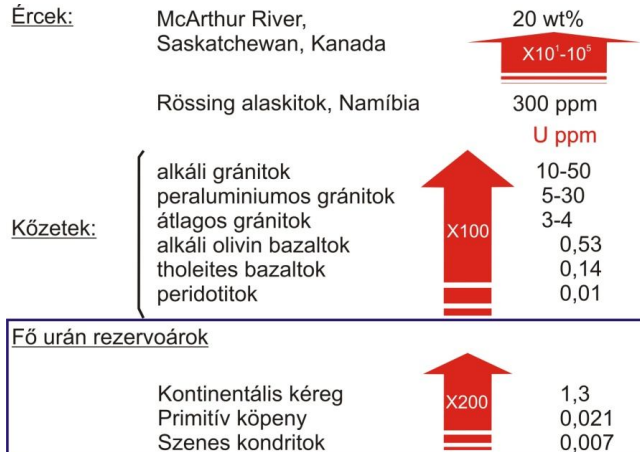 Ércek: McArthur River, 20 wt%
Saskatchewan, Kanada X10¹-10⁵
Rössing alaskitok, Namíbia 300 ppm
U ppm
alkáli gránitok 10-50
peraluminiumos gránitok 5-30
Kőzetek: átlagos gránitok X100 3-4
alkáli olivin bazaltok 0,53
tholeites bazaltok 0,14
peridotitok 0,01
Fő urán rezervoárok
Kontinentális kéreg X200 1,3
Primitív köpeny 0,021
Szenes kondritok 0,007